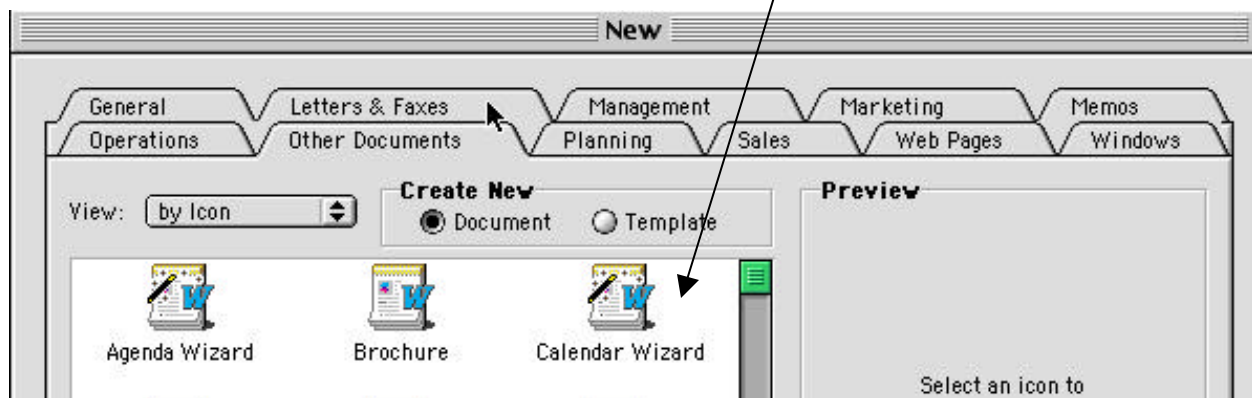 New
General Letters & Faxes Management Marketing Memos
Operations Other Documents Planning Sales Web Pages Windows
Create New Preview
View: by Icon Document Template
W W W
Agenda Wizard Brochure Calendar Wizard
Select an icon to